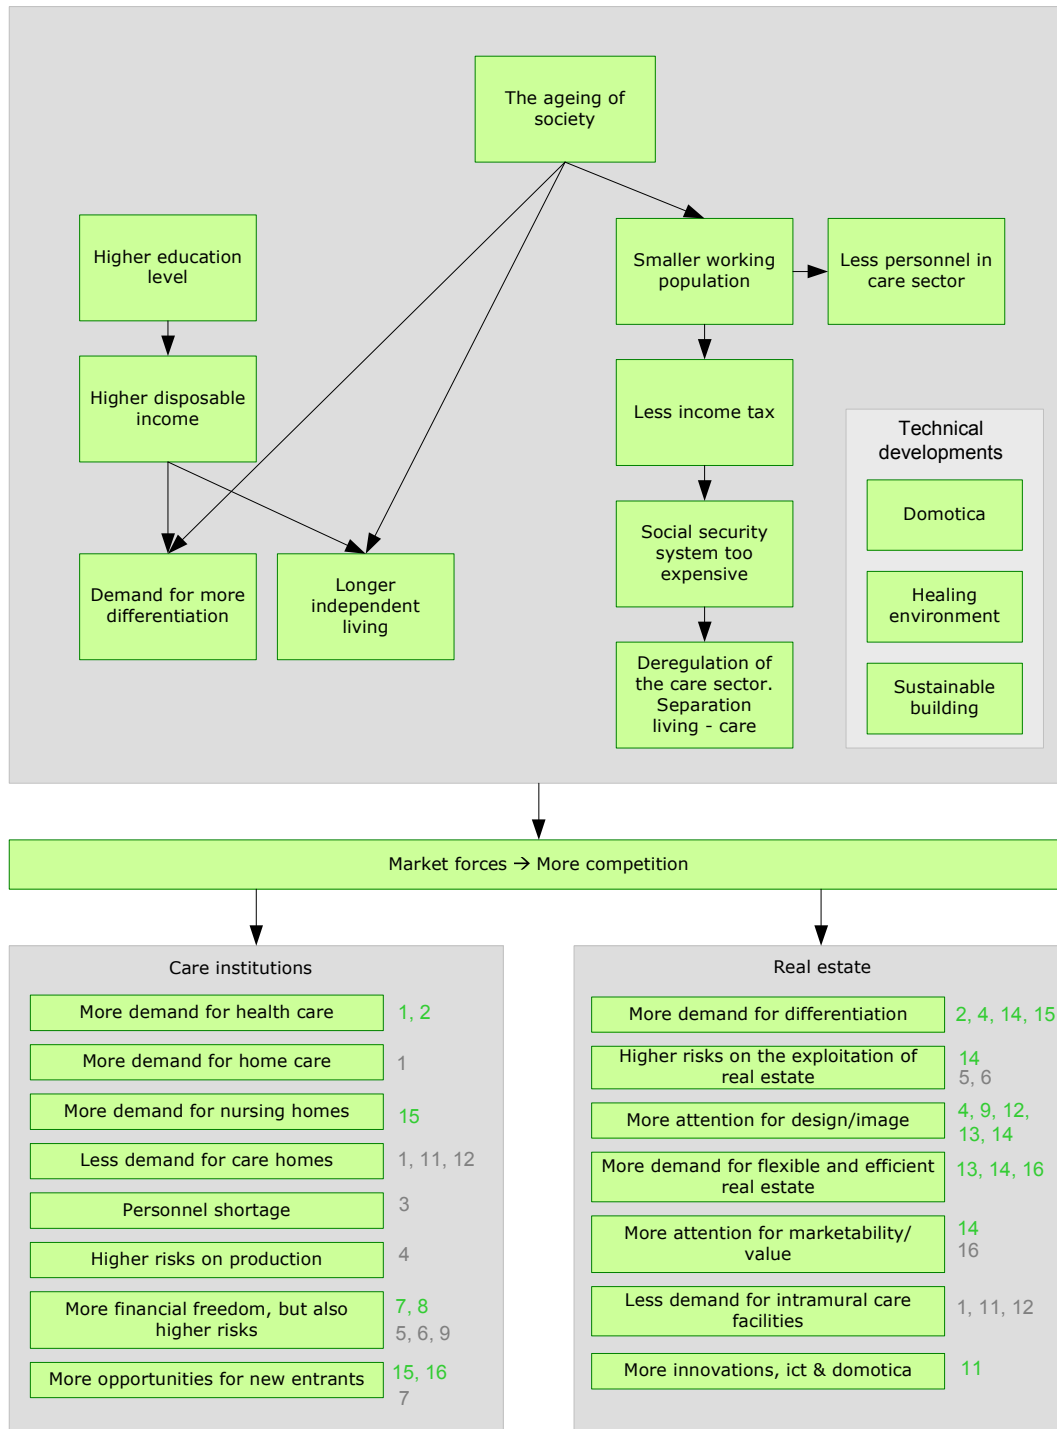 The ageing of
society
Higher education
level
Smaller working
population
Less personnel in
care sector
Higher disposable
income
Less income tax
Technical
developments
Domotica
Healing
environment
Sustainable
building
Social security
system too
expensive
Demand for more
differentiation
Longer
independent
living
Deregulation of
the care sector.
Separation
living - care
Market forces → More competition
Care institutions
More demand for health care 1, 2
More demand for home care 1
More demand for nursing homes 15
Less demand for care homes 1, 11, 12
Personnel shortage 3
Higher risks on production 4
More financial freedom, but also 7, 8
higher risks 5, 6, 9
More opportunities for new entrants 15, 16
7
Real estate
More demand for differentiation 2, 4, 14, 15
Higher risks on the exploitation of 14
real estate 5, 6
More attention for design/image 4, 9, 12,
13, 14
More demand for flexible and efficient 13, 14, 16
real estate
More attention for marketability/ 14
value 16
Less demand for intramural care 1, 11, 12
facilities
More innovations, ict & domotica 11